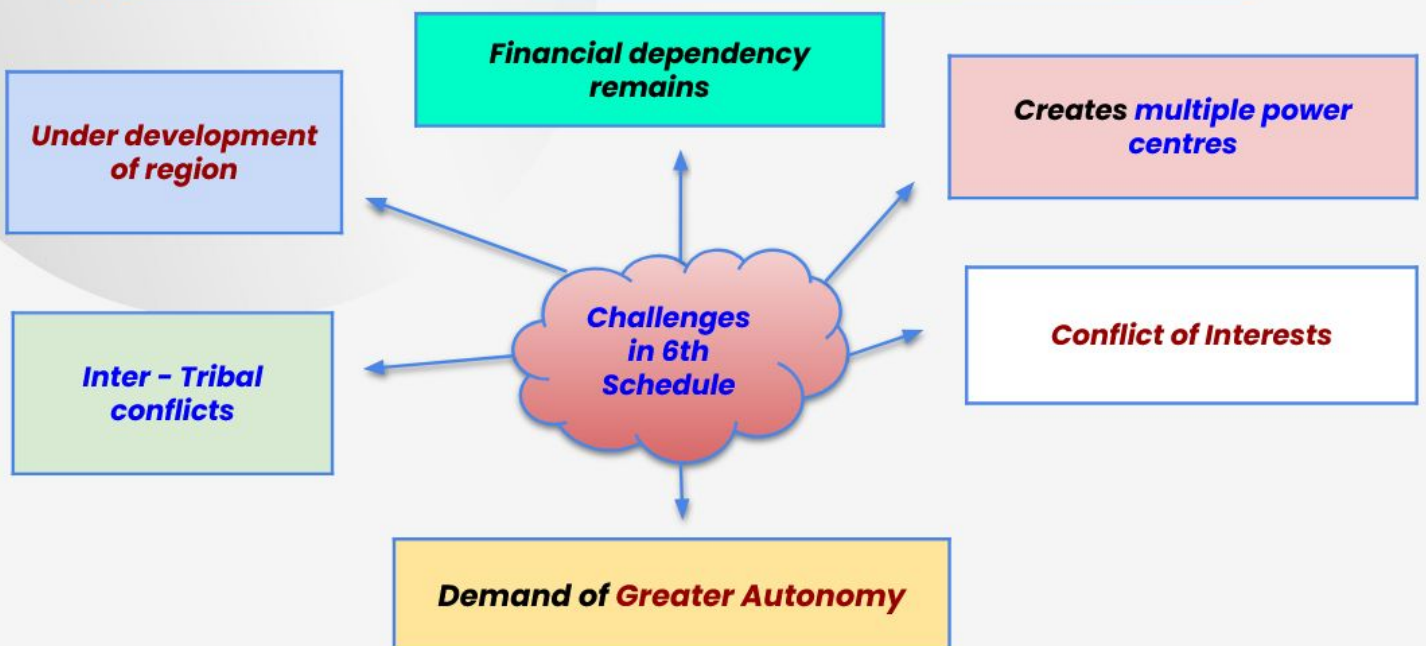 Financial dependency
remains
Under development
of region
Creates multiple power
centres
Challenges
in 6th
Schedule
Conflict of Interests
Inter - Tribal
conflicts
Demand of Greater Autonomy